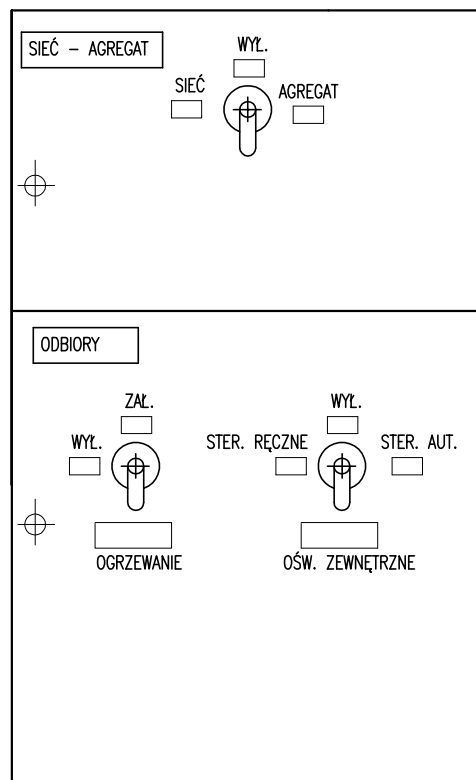 SIEĆ - AGREGAT
WYŁ.
SIEĆ
AGREGAT
ODBIORY
ZAŁ.
WYŁ.
WYŁ.
STER. RĘCZNE
STER. AUT.
OGRZEWANIE
OŚW. ZEWNĘTRZNE